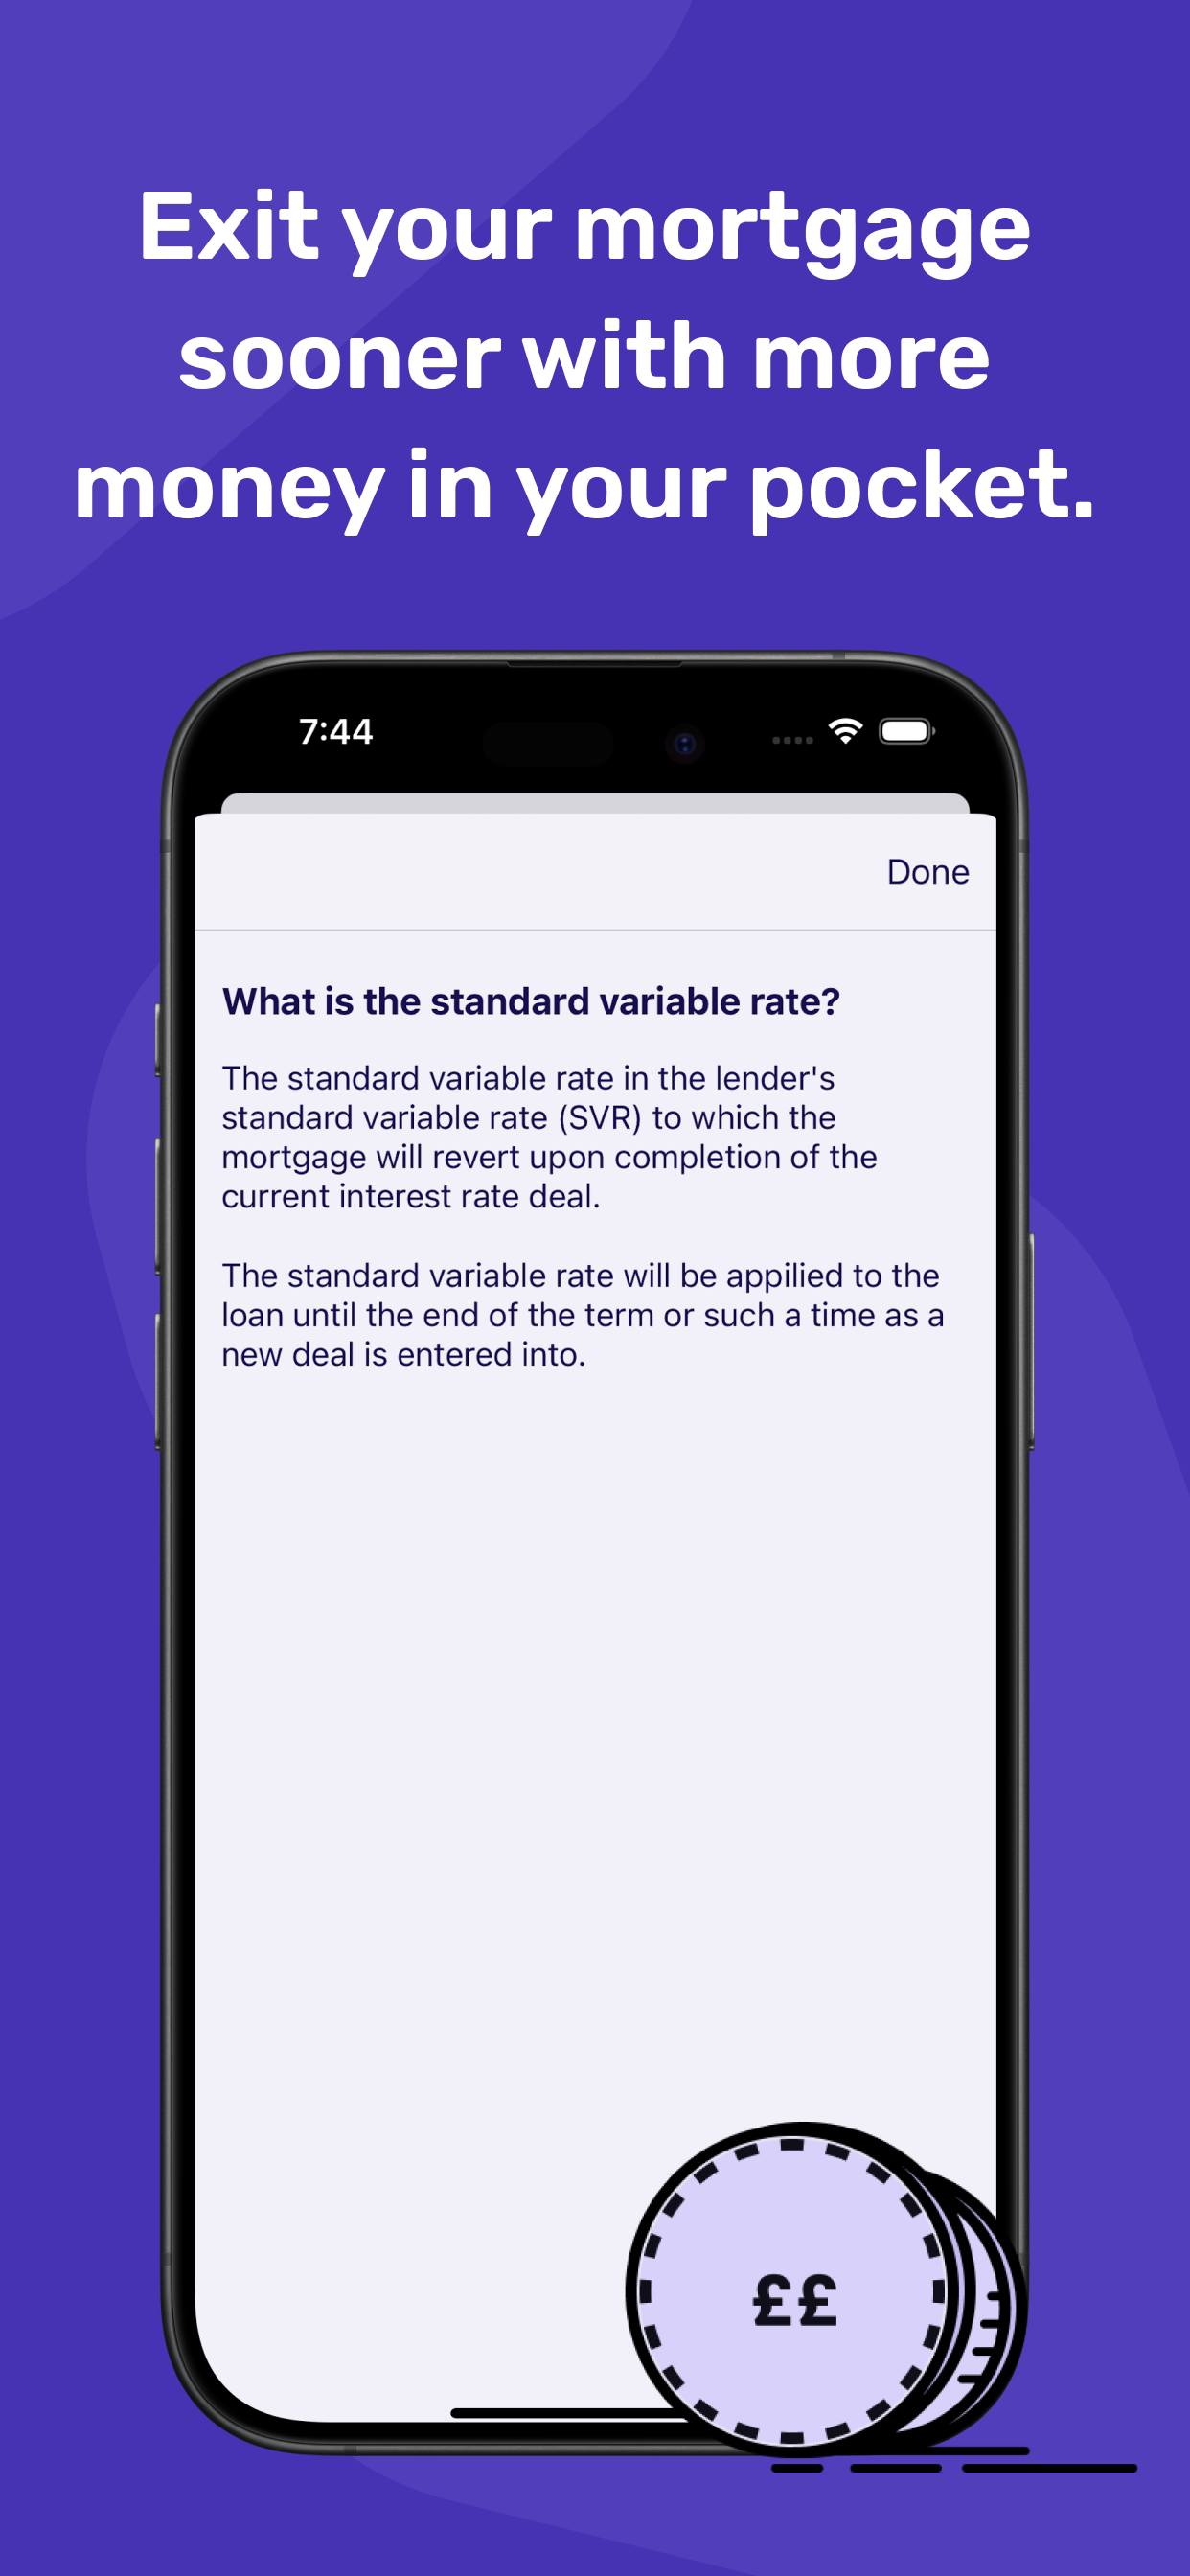 Exit your mortgage
sooner with more
money in your pocket.
7:44
Done
What is the standard variable rate?
The standard variable rate in the lender's
standard variable rate (SVR) to which the
mortgage will revert upon completion of the
current interest rate deal.
The standard variable rate will be appilied to the
loan until the end of the term or such a time as a
new deal is entered into.
££